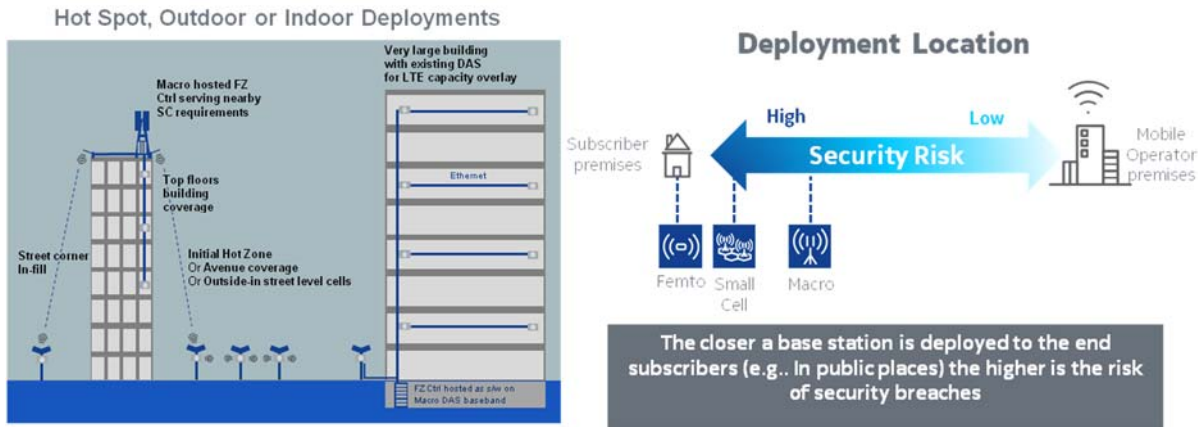 Hot Spot, Outdoor or Indoor Deployments
Macro hosted FZ
Ctrl serving nearby
SC requirements
Very large building
with existing DAS
for LTE capacity overlay
Top floors
building
coverage
Ethernet
Street corner
In-fill
Initial Hot Zone
Or Avenue coverage
Or Outside-in street level cells
FZ Ctrl hosted as s/w on
Macro DAS baseband
Deployment Location
High
Low
Subscriber
premises
Security Risk
Mobile
Operator
premises
Femto
Small
Cell
Macro
The closer a base station is deployed to the end
subscribers (e.g.. In public places) the higher is the risk
of security breaches